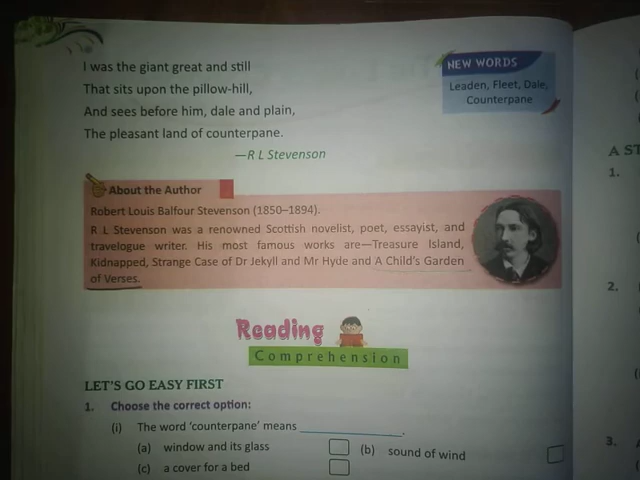 I was the giant great and still
That sits upon the pillow-hill,
And sees before him, dale and plain,
The pleasant land of counterpane.
—R L Stevenson
NEW WORDS
Leaden, Fleet, Dale,
Counterpane
About the Author
Robert Louis Balfour Stevenson (1850–1894).
R L Stevenson was a renowned Scottish novelist, poet, essayist, and
travelogue writer. His most famous works are—Treasure Island,
Kidnapped, Strange Case of Dr Jekyll and Mr Hyde and A Child's Garden
of Verses.
Reading
Comprehension
LET'S GO EASY FIRST
1. Choose the correct option:
(i) The word 'counterpane' means ____________.
(a) window and its glass (b) sound of wind
(c) a cover for a bed
1.
2.
3.